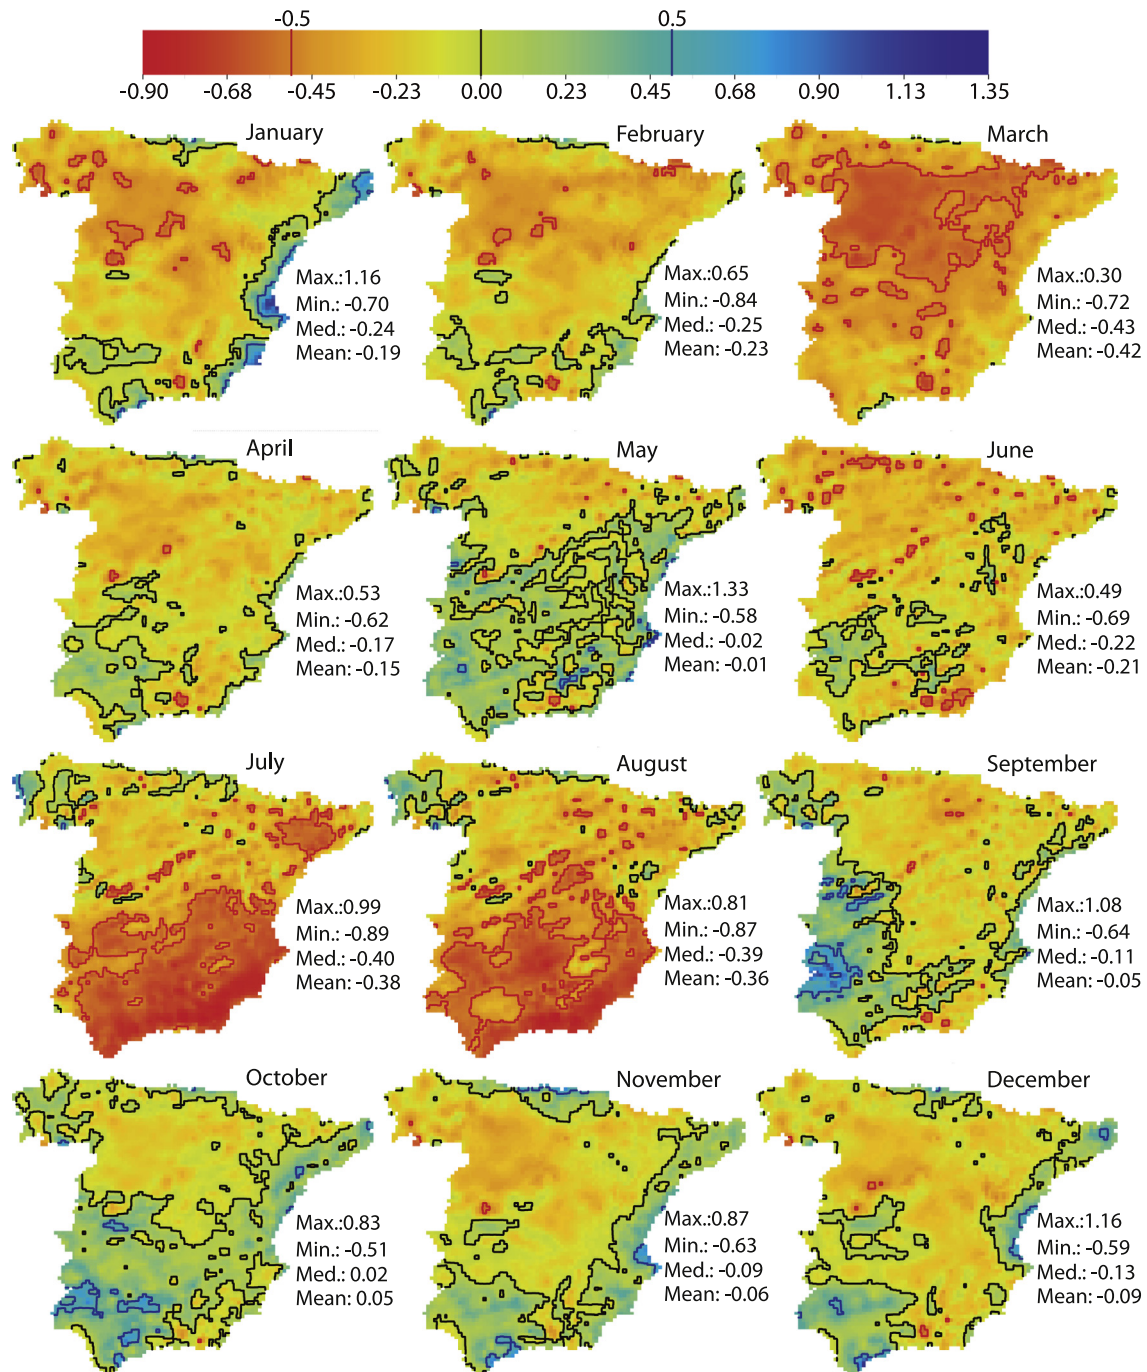 -0.5 0.5
-0.90 -0.68 -0.45 -0.23 0.00 0.23 0.45 0.68 0.90 1.13 1.35
January
Max.:1.16
Min.: -0.70
Med.: -0.24
Mean: -0.19
February
Max.:0.65
Min.: -0.84
Med.: -0.25
Mean: -0.23
March
Max.:0.30
Min.: -0.72
Med.: -0.43
Mean: -0.42
April
Max.:0.53
Min.: -0.62
Med.: -0.17
Mean: -0.15
May
Max.:1.33
Min.: -0.58
Med.: -0.02
Mean: -0.01
June
Max.:0.49
Min.: -0.69
Med.: -0.22
Mean: -0.21
July
Max.:0.99
Min.: -0.89
Med.: -0.40
Mean: -0.38
August
Max.:0.81
Min.: -0.87
Med.: -0.39
Mean: -0.36
September
Max.:1.08
Min.: -0.64
Med.: -0.11
Mean: -0.05
October
Max.:0.83
Min.: -0.51
Med.: 0.02
Mean: 0.05
November
Max.:0.87
Min.: -0.63
Med.: -0.09
Mean: -0.06
December
Max.:1.16
Min.: -0.59
Med.: -0.13
Mean: -0.09